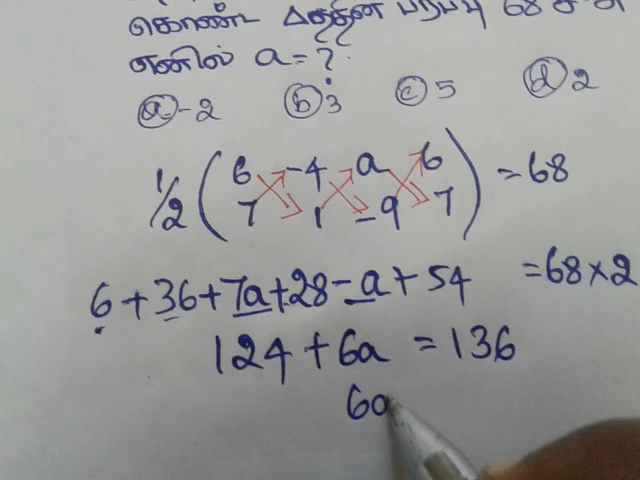 கொண்ட Δத்தின் பரப்பு 68 ச.அ
எனில் a = ?
ⓐ -2 ⓑ 3 ⓒ 5 ⓓ 2
1/2 ( 6 -4 a 6
7 1 -9 7 ) = 68
6 + 36 + 7a + 28 - a + 54 = 68 × 2
124 + 6a = 136
6a